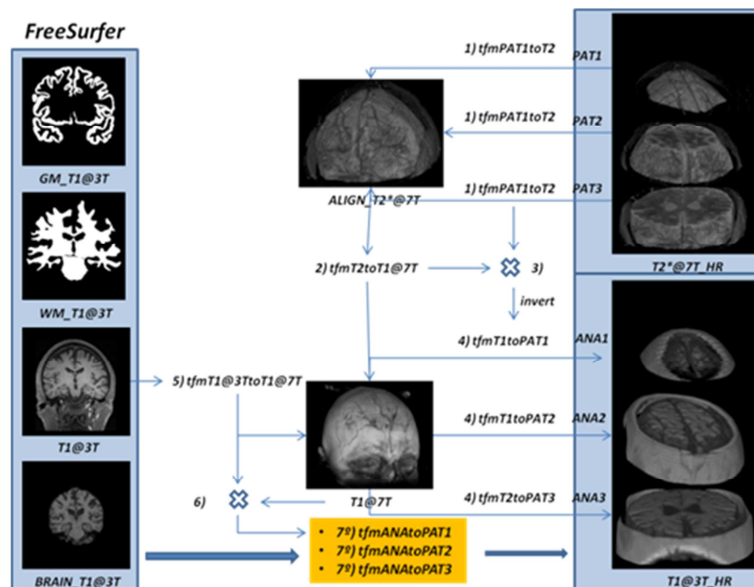 FreeSurfer
GM_T1@3T
WM_T1@3T
T1@3T
BRAIN_T1@3T
1) tfmPAT1toT2 PAT1
1) tfmPAT1toT2 PAT2
1) tfmPAT1toT2 PAT3
ALIGN_T2*@7T
T2*@7T_HR
2) tfmT2toT1@7T
3)
invert
4) tfmT1toPAT1 ANA1
5) tfmT1@3TtoT1@7T
4) tfmT1toPAT2 ANA2
4) tfmT2toPAT3 ANA3
6)
T1@7T
• 7º) tfmANAtoPAT1
• 7º) tfmANAtoPAT2
• 7º) tfmANAtoPAT3
T1@3T_HR